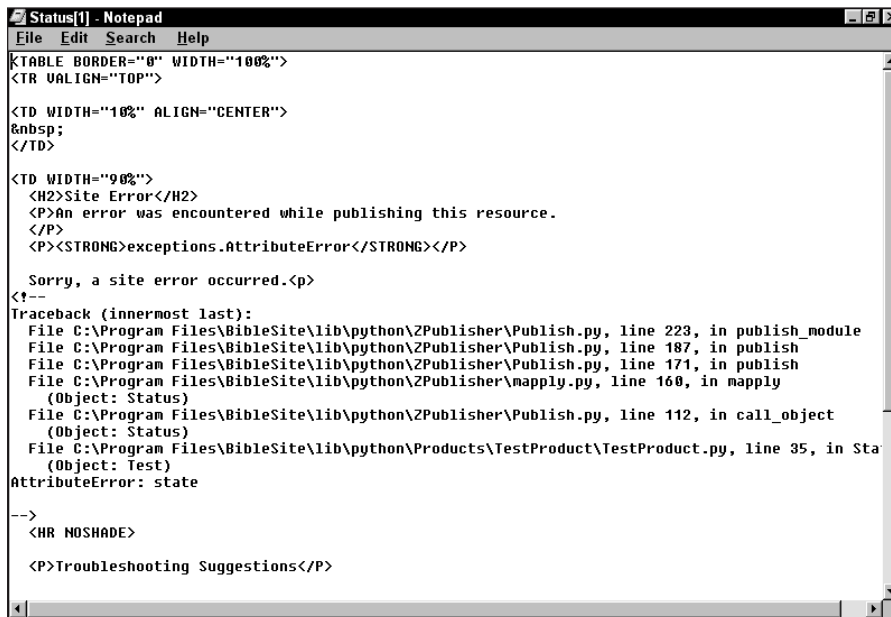 Status[1] - Notepad
File Edit Search Help
<TABLE BORDER="0" WIDTH="100%">
<TR VALIGN="TOP">
<TD WIDTH="10%" ALIGN="CENTER">
&nbsp;
</TD>
<TD WIDTH="90%">
<H2>Site Error</H2>
<P>An error was encountered while publishing this resource.
</P>
<P><STRONG>exceptions.AttributeError</STRONG></P>
Sorry, a site error occurred.<p>
<!--
Traceback (innermost last):
File C:\Program Files\BibleSite\lib\python\ZPublisher\Publish.py, line 223, in publish_module
File C:\Program Files\BibleSite\lib\python\ZPublisher\Publish.py, line 187, in publish
File C:\Program Files\BibleSite\lib\python\ZPublisher\Publish.py, line 171, in publish
File C:\Program Files\BibleSite\lib\python\ZPublisher\mapply.py, line 160, in mapply
(Object: Status)
File C:\Program Files\BibleSite\lib\python\ZPublisher\Publish.py, line 112, in call_object
(Object: Status)
File C:\Program Files\BibleSite\lib\python\Products\TestProduct\TestProduct.py, line 35, in Sta
(Object: Test)
AttributeError: state
-->
<HR NOSHADE>
<P>Troubleshooting Suggestions</P>